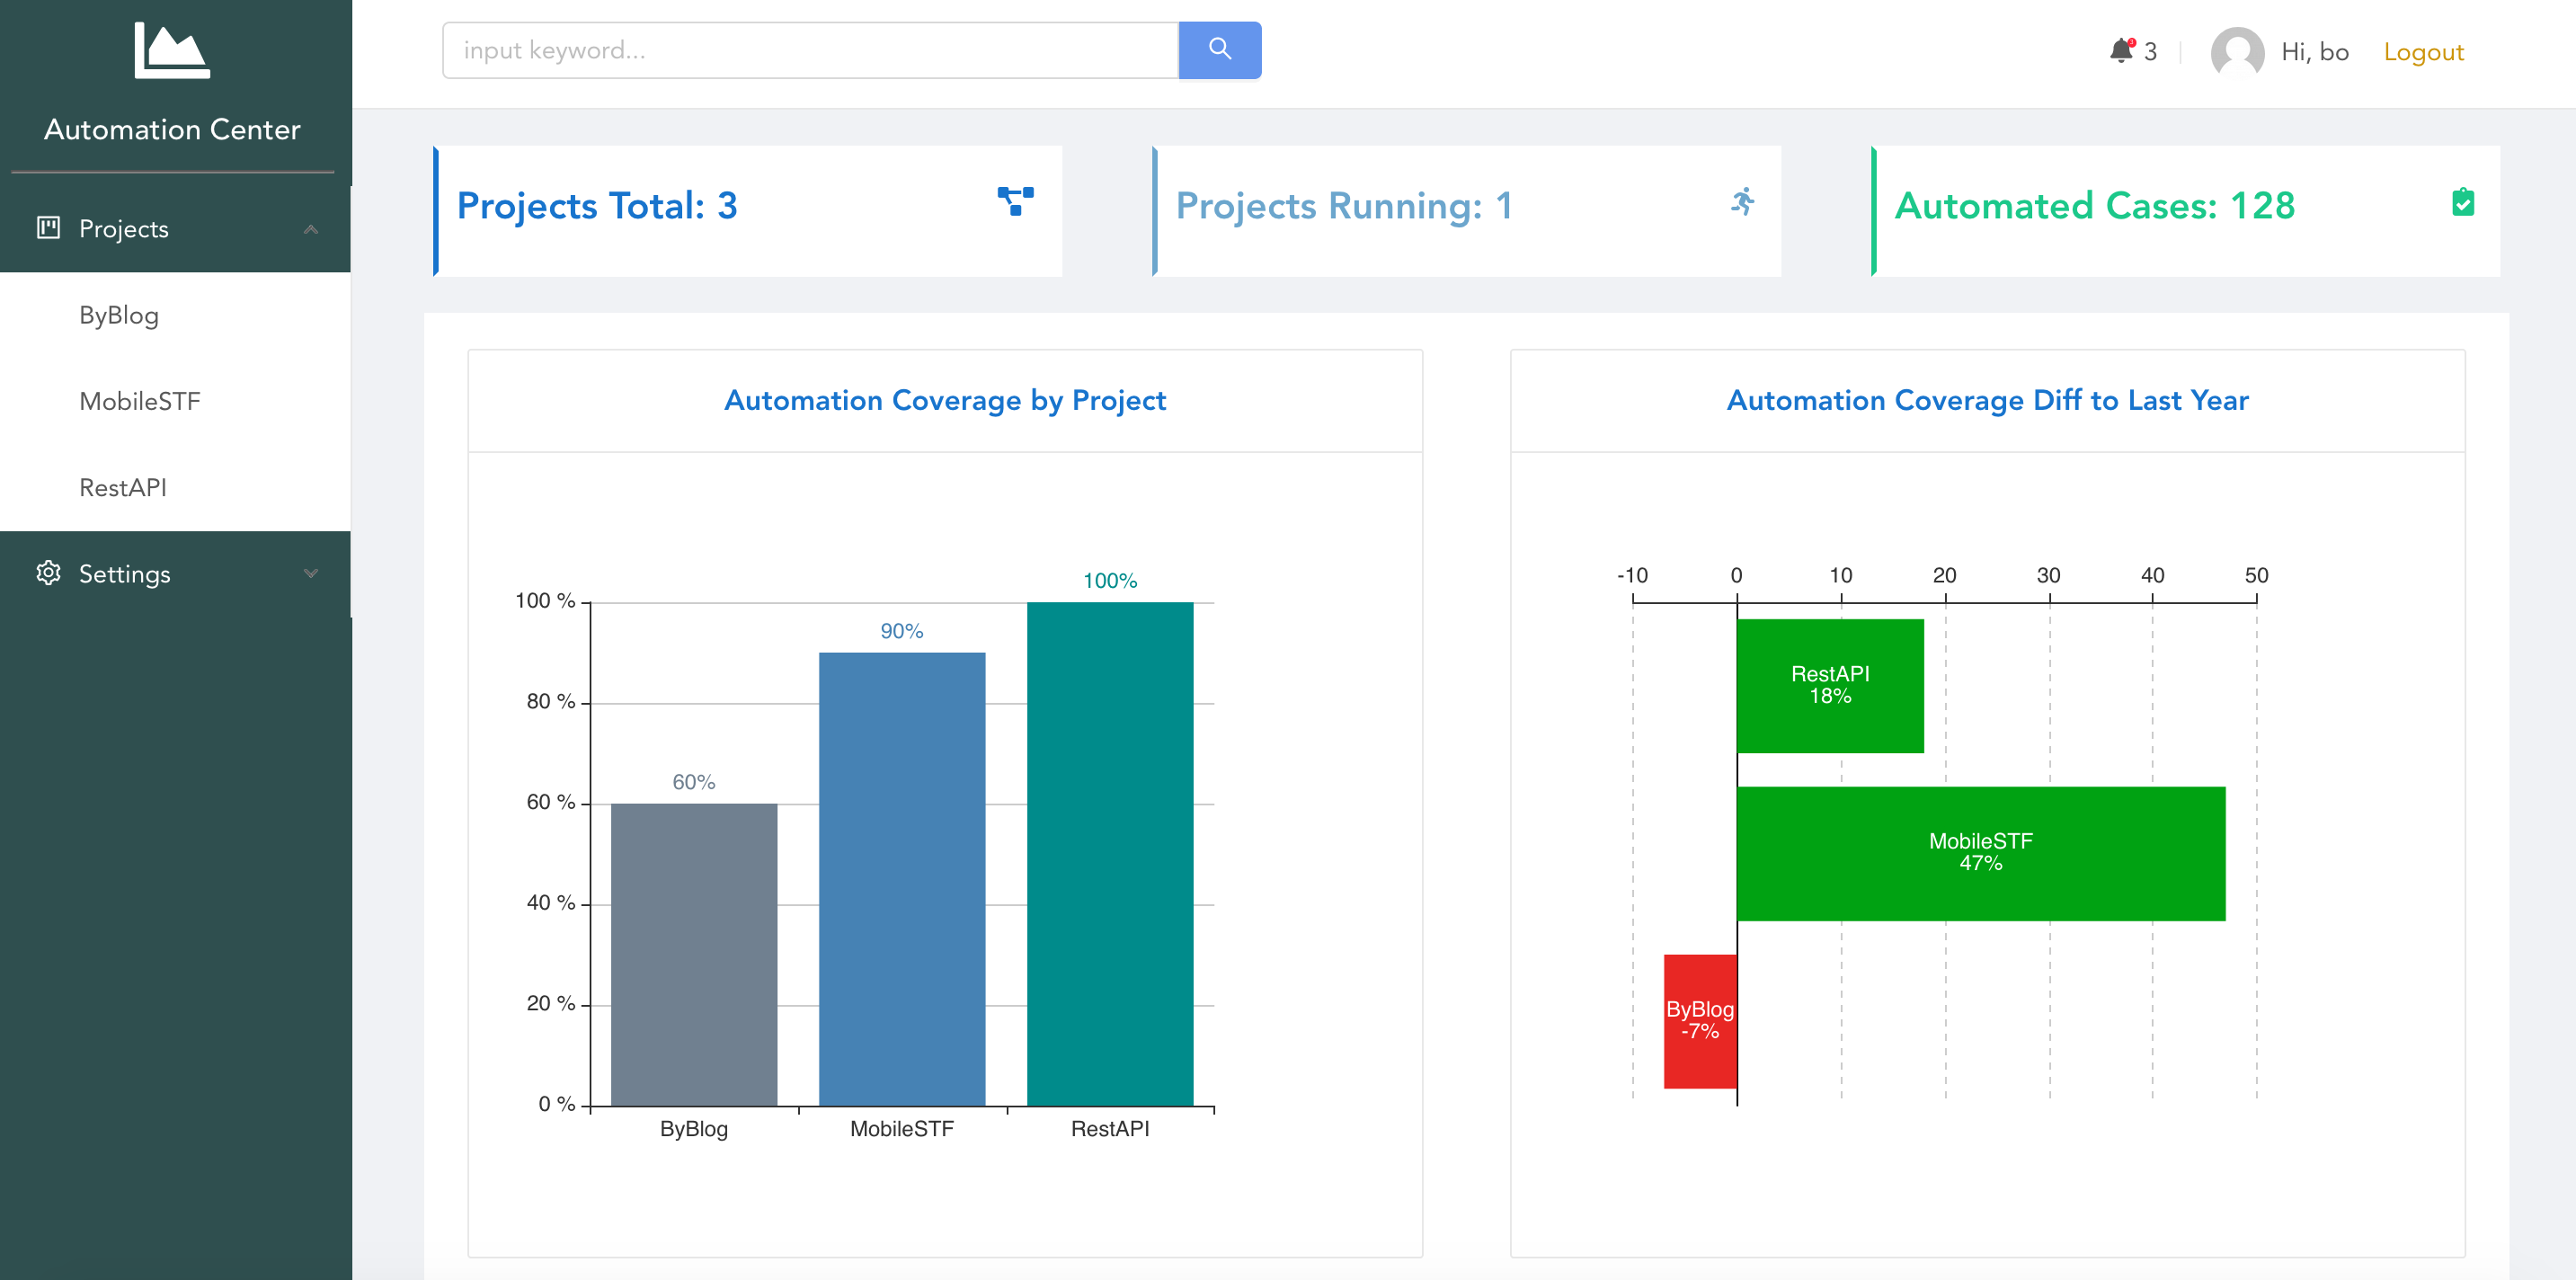 input keyword...
3
Hi, bo
Logout
Automation Center
Projects
ByBlog
MobileSTF
RestAPI
Settings
Projects Total: 3
Projects Running: 1
Automated Cases: 128
Automation Coverage by Project
100 %
80 %
60 %
40 %
20 %
0 %
60%
90%
100%
ByBlog
MobileSTF
RestAPI
Automation Coverage Diff to Last Year
-10 0 10 20 30 40 50
RestAPI
18%
MobileSTF
47%
ByBlog
-7%